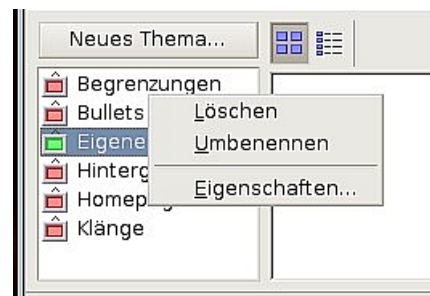 Neues Thema...
Begrenzungen
Bullets
Löschen
Eigene
Umbenennen
Hinterg
Eigenschaften...
Homep
Klänge